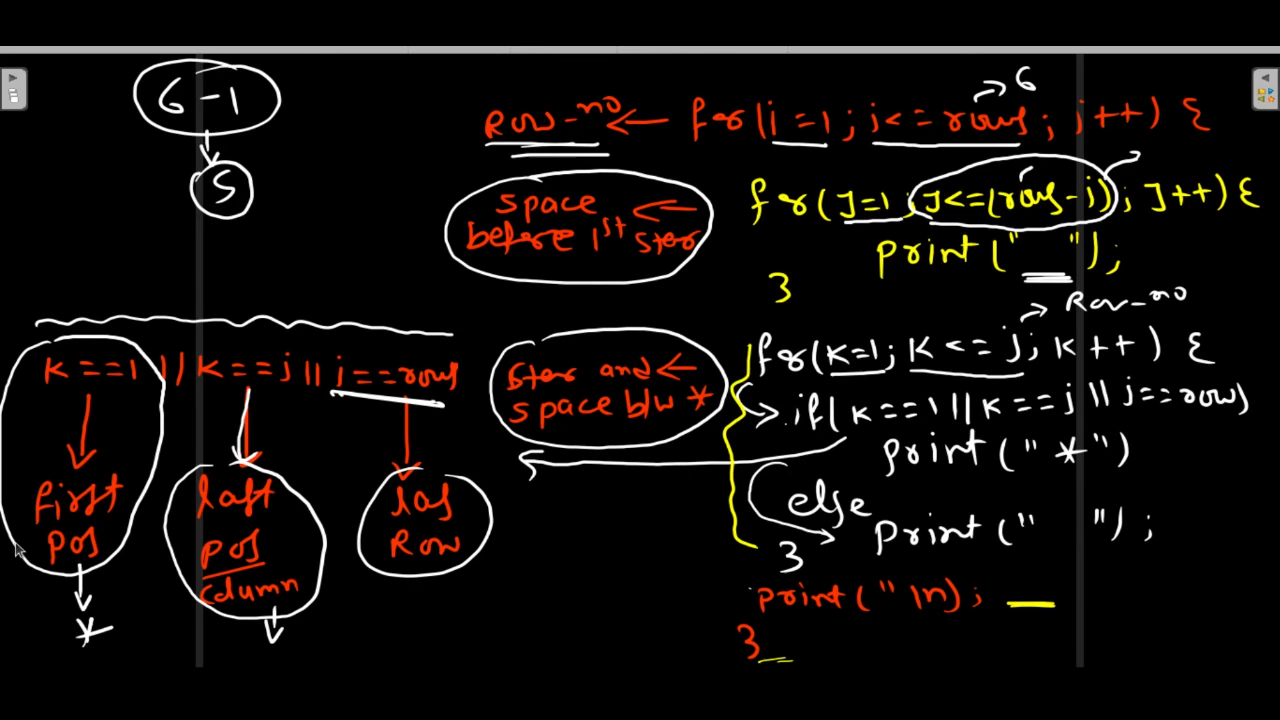 6-1
5
6
Row-no ← for(i=1; i<=rows; i++) {
space ←
before 1st star
for(J=1; J<=(rows-i); J++) {
print(" ");
}
Row-no
for(K=1; K<=j; K++) {
K==1 || K==j || j==rows
star and ←
space b/w *
if(K==1 || K==j || j==row)
print(" * ")
else
print(" ");
}
first
pos
last
pos
column
las
Row
*
print(" \n);
}